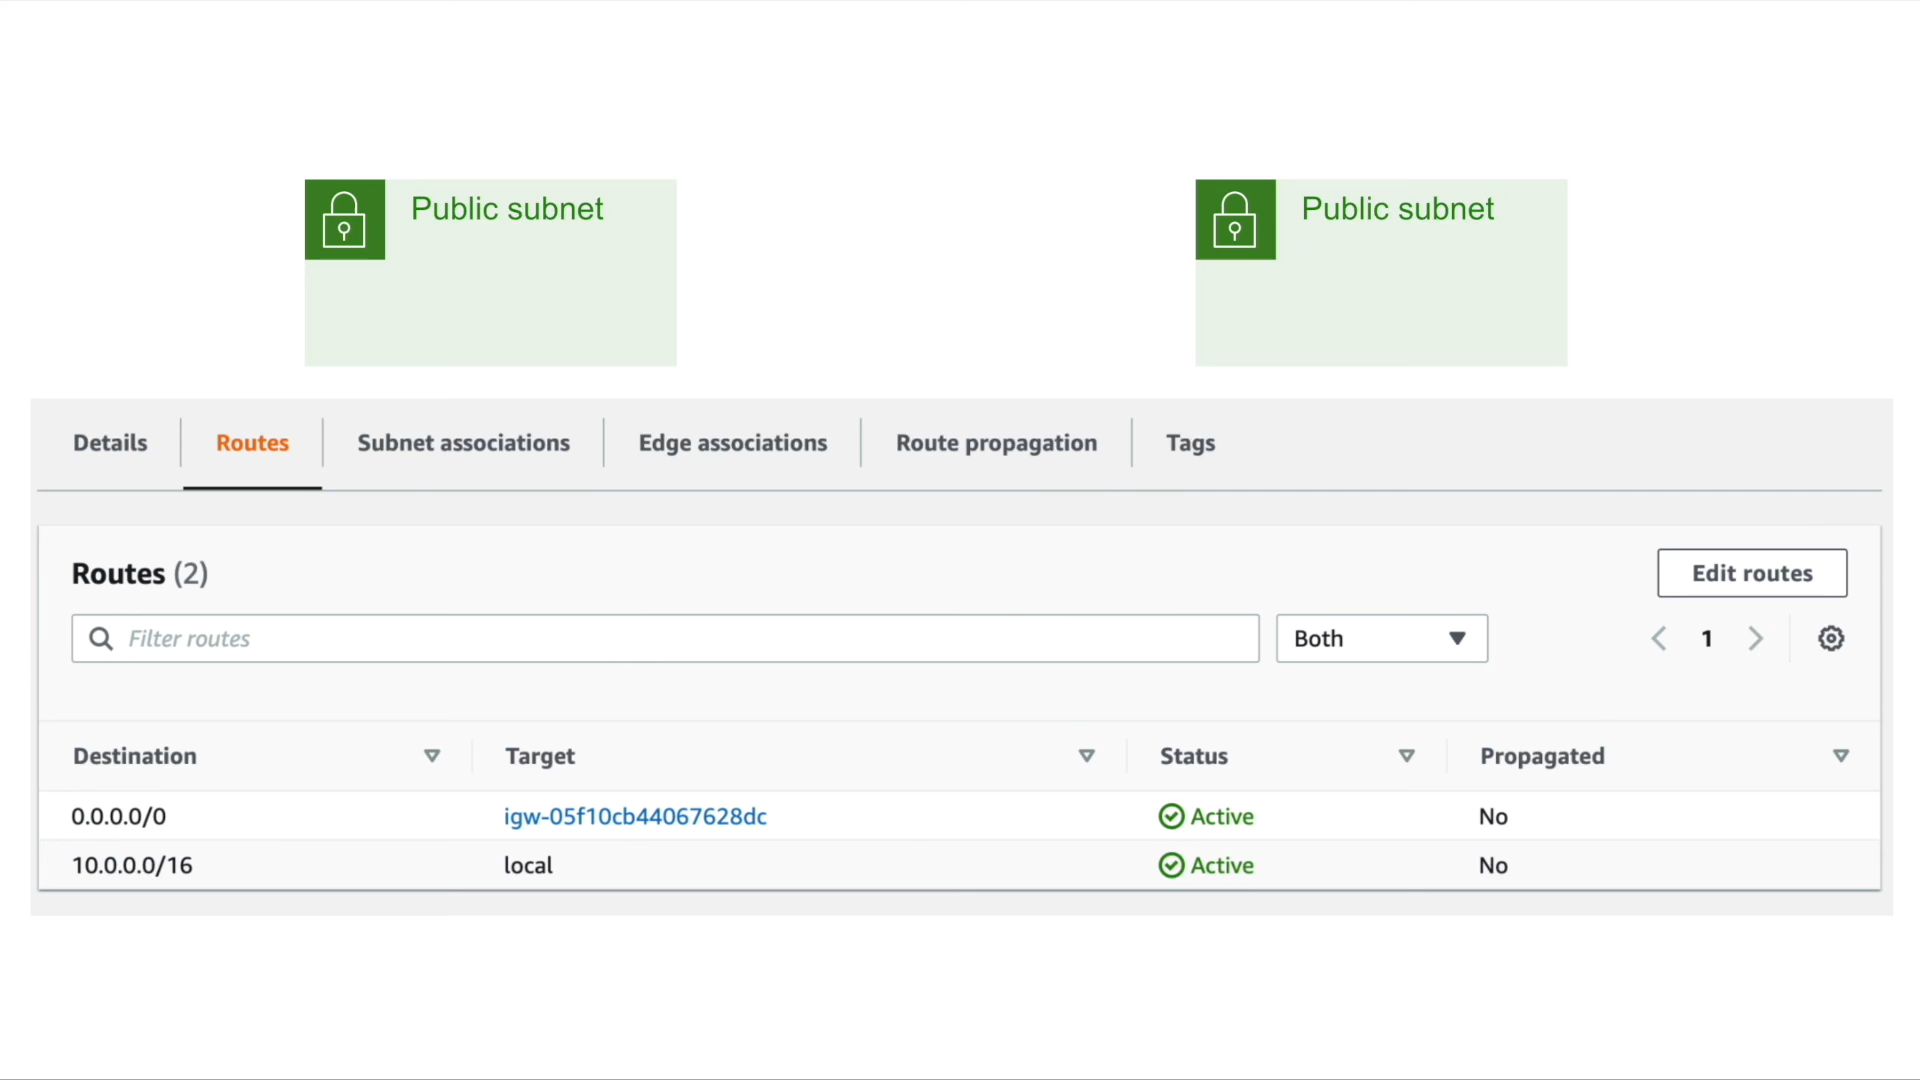 Public subnet
Public subnet
Details Routes Subnet associations Edge associations Route propagation Tags
Routes (2)
Edit routes
Filter routes
Both
1
Destination Target Status Propagated
0.0.0.0/0 igw-05f10cb44067628dc Active No
10.0.0.0/16 local Active No